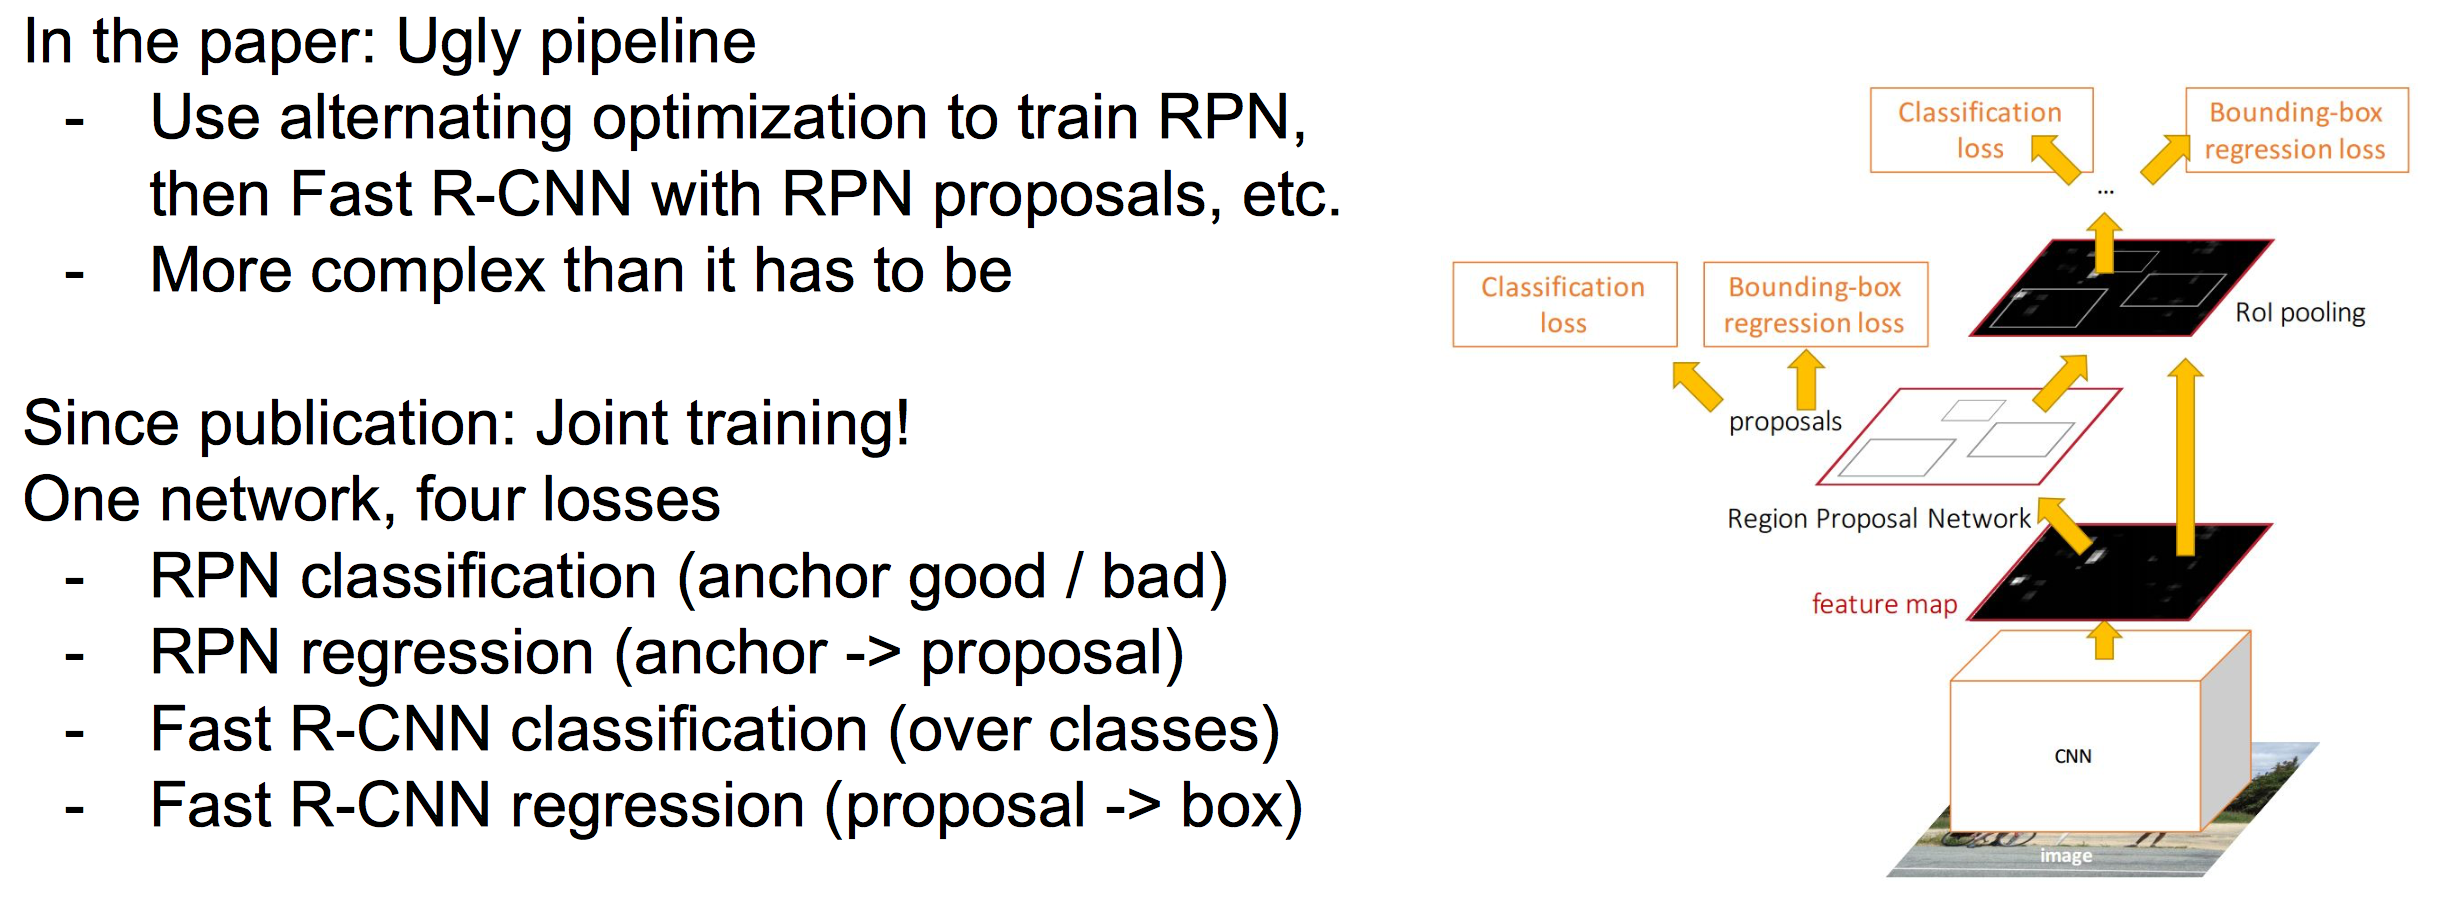 In the paper: Ugly pipeline
- Use alternating optimization to train RPN,
then Fast R-CNN with RPN proposals, etc.
- More complex than it has to be
Since publication: Joint training!
One network, four losses
- RPN classification (anchor good / bad)
- RPN regression (anchor -> proposal)
- Fast R-CNN classification (over classes)
- Fast R-CNN regression (proposal -> box)
Classification
loss
Bounding-box
regression loss
...
RoI pooling
Classification
loss
Bounding-box
regression loss
proposals
Region Proposal Network
feature map
CNN
image